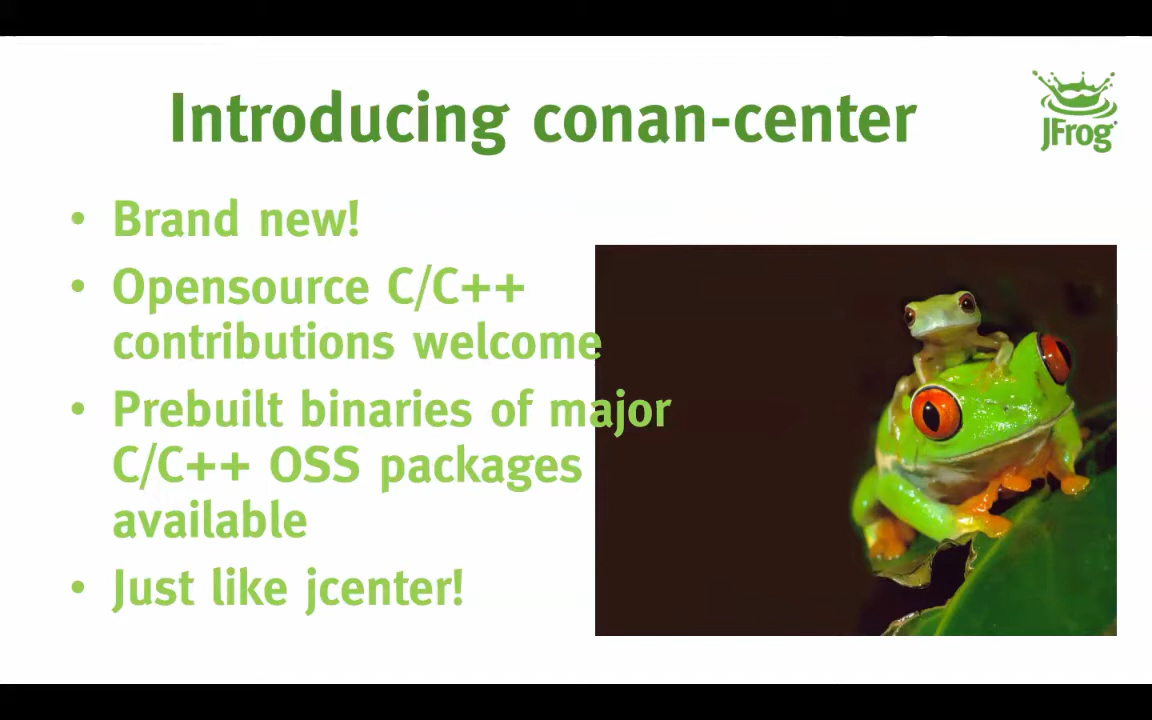 Introducing conan-center
JFrog
• Brand new!
• Opensource C/C++
contributions welcome
• Prebuilt binaries of major
C/C++ OSS packages
available
• Just like jcenter!